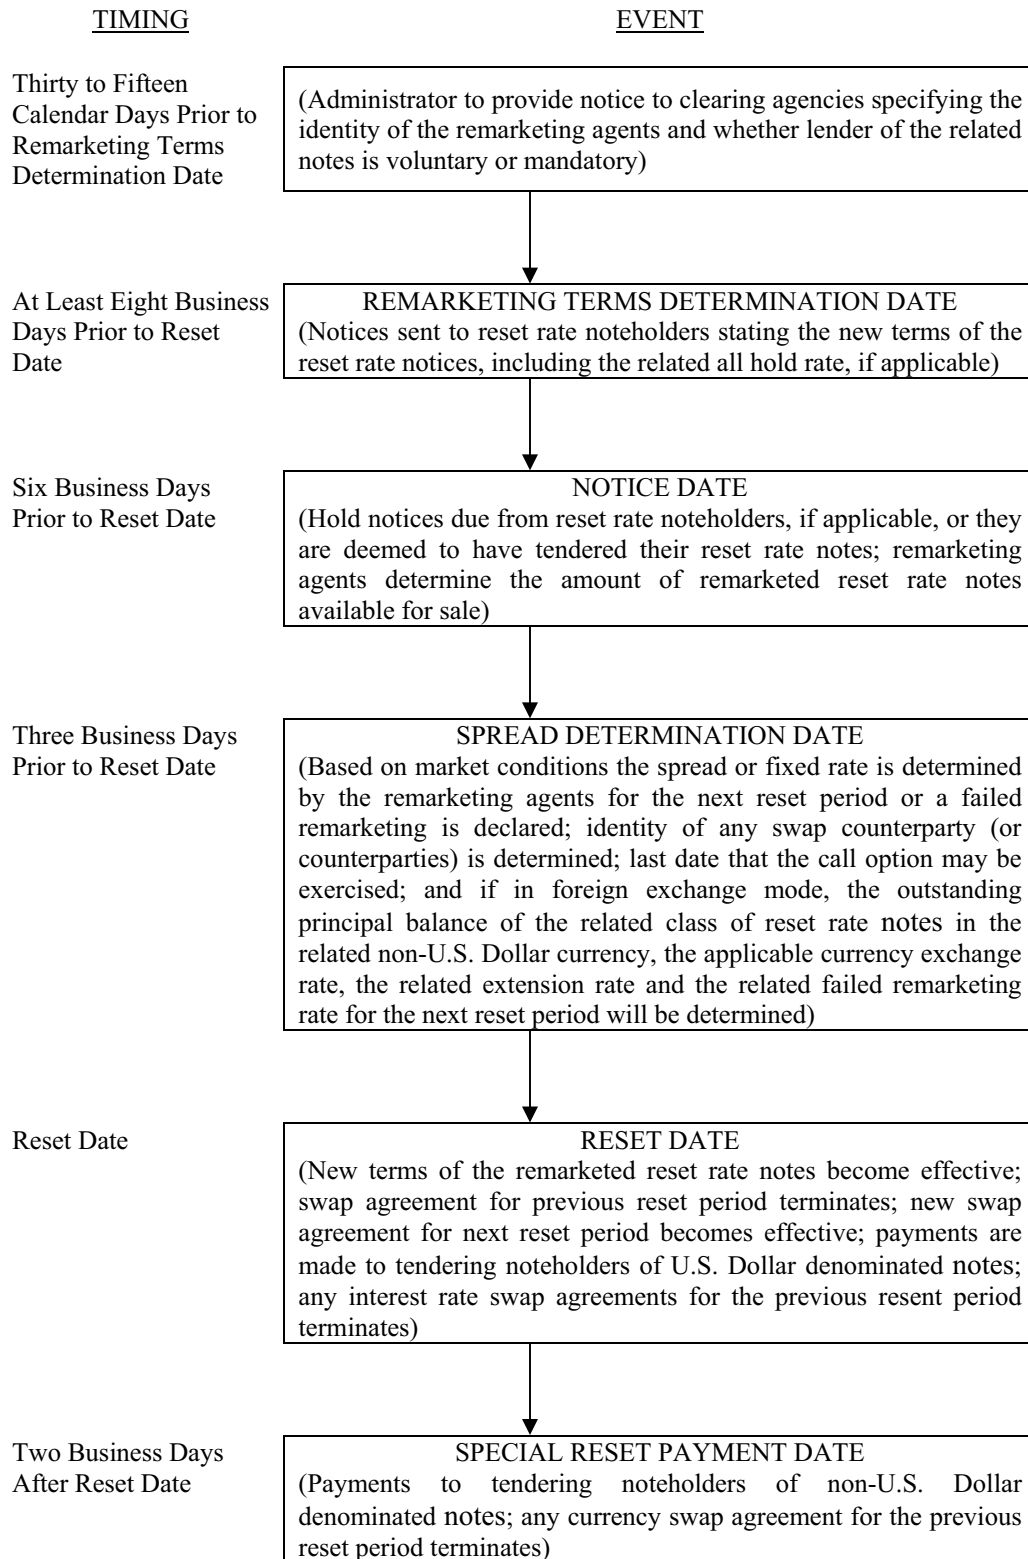 TIMING EVENT
Thirty to Fifteen
Calendar Days Prior to
Remarketing Terms
Determination Date
(Administrator to provide notice to clearing agencies specifying the
identity of the remarketing agents and whether lender of the related
notes is voluntary or mandatory)
At Least Eight Business
Days Prior to Reset
Date
REMARKETING TERMS DETERMINATION DATE
(Notices sent to reset rate noteholders stating the new terms of the
reset rate notices, including the related all hold rate, if applicable)
Six Business Days
Prior to Reset Date
NOTICE DATE
(Hold notices due from reset rate noteholders, if applicable, or they
are deemed to have tendered their reset rate notes; remarketing
agents determine the amount of remarketed reset rate notes
available for sale)
Three Business Days
Prior to Reset Date
SPREAD DETERMINATION DATE
(Based on market conditions the spread or fixed rate is determined
by the remarketing agents for the next reset period or a failed
remarketing is declared; identity of any swap counterparty (or
counterparties) is determined; last date that the call option may be
exercised; and if in foreign exchange mode, the outstanding
principal balance of the related class of reset rate notes in the
related non-U.S. Dollar currency, the applicable currency exchange
rate, the related extension rate and the related failed remarketing
rate for the next reset period will be determined)
Reset Date
RESET DATE
(New terms of the remarketed reset rate notes become effective;
swap agreement for previous reset period terminates; new swap
agreement for next reset period becomes effective; payments are
made to tendering noteholders of U.S. Dollar denominated notes;
any interest rate swap agreements for the previous resent period
terminates)
Two Business Days
After Reset Date
SPECIAL RESET PAYMENT DATE
(Payments to tendering noteholders of non-U.S. Dollar
denominated notes; any currency swap agreement for the previous
reset period terminates)